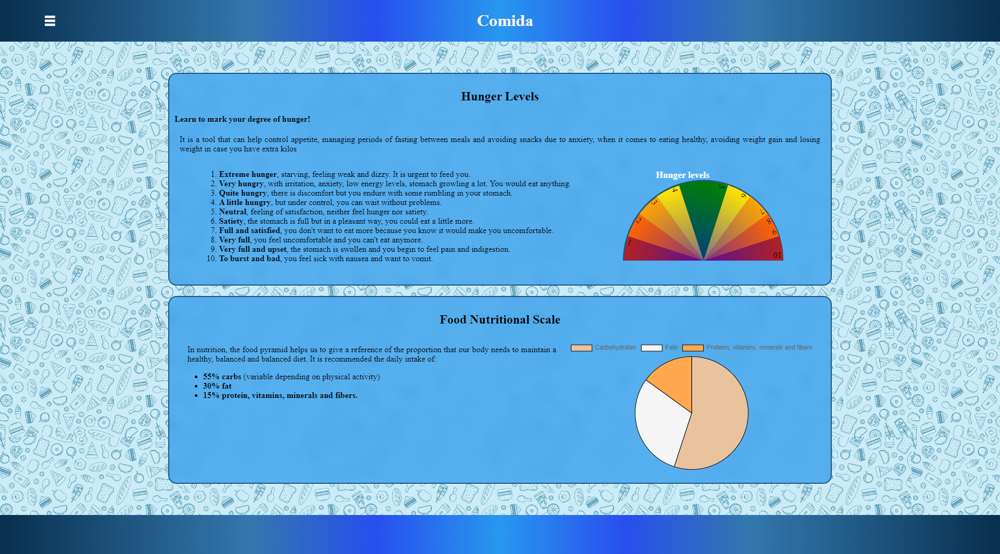 Comida
Hunger Levels
Learn to mark your degree of hunger!
It is a tool that can help control appetite, managing periods of fasting between meals and avoiding snacks due to anxiety, when it comes to eating healthy, avoiding weight gain and losing
weight in case you have extra kilos
1. Extreme hunger, starving, feeling weak and dizzy. It is urgent to feed you.
2. Very hungry, with irritation, anxiety, low energy levels, stomach growling a lot. You would eat anything.
3. Quite hungry, there is discomfort but you endure with some rumbling in your stomach.
4. A little hungry, but under control, you can wait without problems.
5. Neutral, feeling of satisfaction, neither feel hunger nor satiety.
6. Satiety, the stomach is full but in a pleasant way, you could eat a little more.
7. Full and satisfied, you don't want to eat more because you know it would make you uncomfortable.
8. Very full, you feel uncomfortable and you can't eat anymore.
9. Very full and upset, the stomach is swollen and you begin to feel pain and indigestion.
10. To burst and bad, you feel sick with nausea and want to vomit.
Hunger levels
1
2
3
4
5
6
7
8
9
10
Food Nutritional Scale
In nutrition, the food pyramid helps us to give a reference of the proportion that our body needs to maintain a
healthy, balanced and balanced diet. It is recommended the daily intake of:
• 55% carbs (variable depending on physical activity)
• 30% fat
• 15% protein, vitamins, minerals and fibers.
Carbohydrates Fats Proteins, vitamins, minerals and fibers